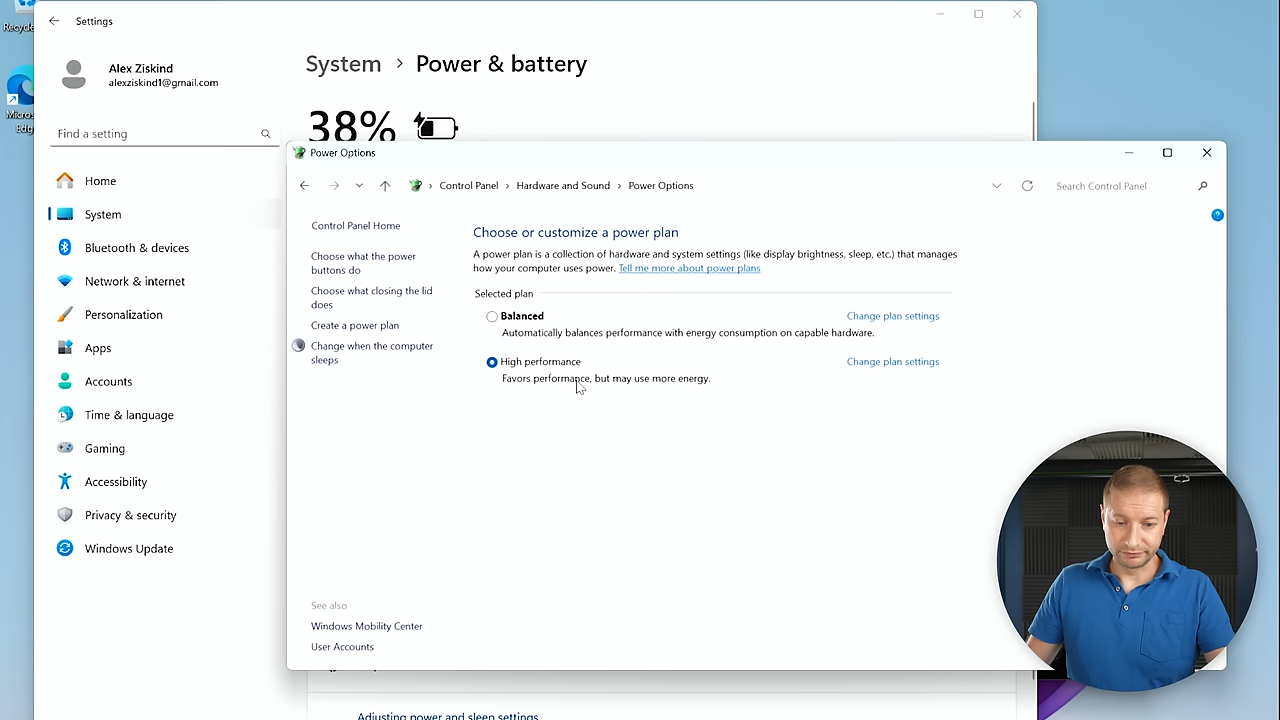 Recycle
Micros
Edg
Settings
Alex Ziskind
alexziskind1@gmail.com
Find a setting
Home
System
Bluetooth & devices
Network & internet
Personalization
Apps
Accounts
Time & language
Gaming
Accessibility
Privacy & security
Windows Update
System > Power & battery
38%
Power Options
Control Panel > Hardware and Sound > Power Options
Search Control Panel
Control Panel Home
Choose what the power
buttons do
Choose what closing the lid
does
Create a power plan
Change when the computer
sleeps
Choose or customize a power plan
A power plan is a collection of hardware and system settings (like display brightness, sleep, etc.) that manages
how your computer uses power. Tell me more about power plans
Selected plan
Balanced
Change plan settings
Automatically balances performance with energy consumption on capable hardware.
High performance
Change plan settings
Favors performance, but may use more energy.
See also
Windows Mobility Center
User Accounts
Adjusting power and sleep settings